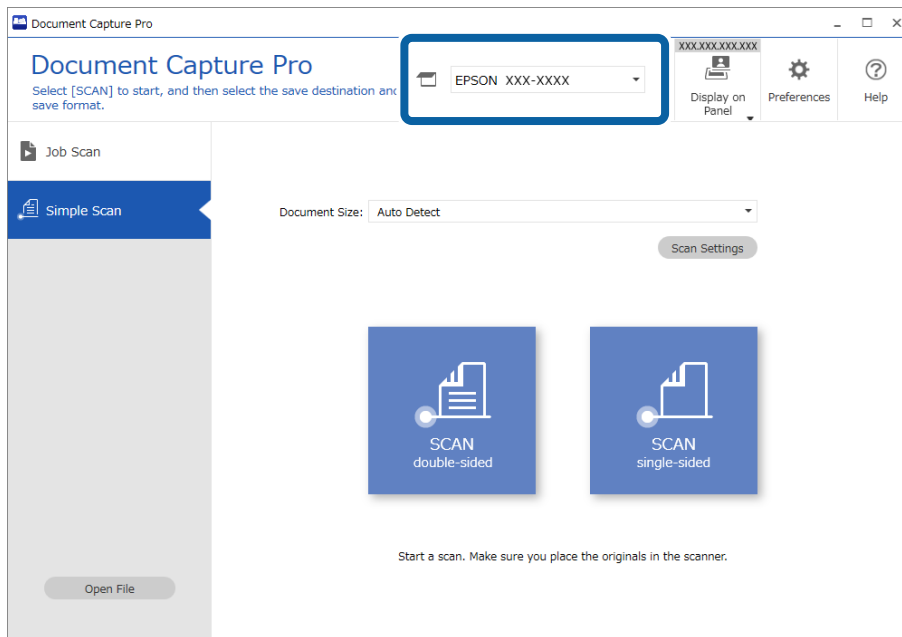 Document Capture Pro
Document Capture Pro
Select [SCAN] to start, and then select the save destination and
save format.
EPSON XXX-XXXX
XXX.XXX.XXX.XXX
Display on
Panel
Preferences
Help
Job Scan
Simple Scan
Document Size:
Auto Detect
Scan Settings
SCAN
double-sided
SCAN
single-sided
Start a scan. Make sure you place the originals in the scanner.
Open File